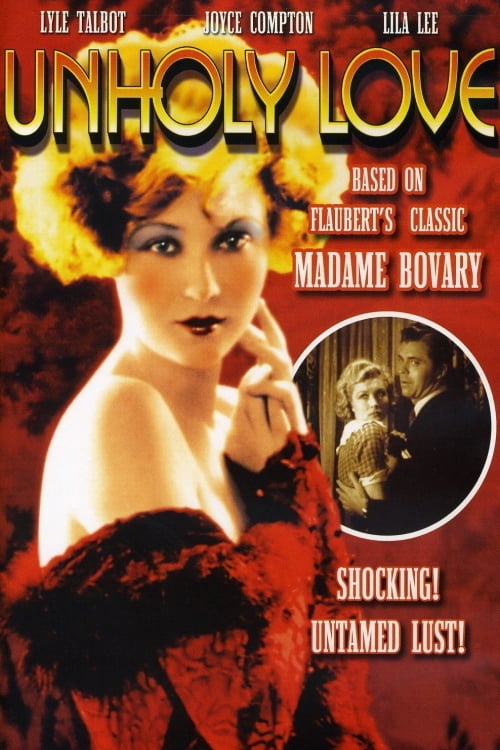 LYLE TALBOT JOYCE COMPTON LILA LEE
UNHOLY LOVE
BASED ON
FLAUBERT'S CLASSIC
MADAME BOVARY
SHOCKING!
UNTAMED LUST!